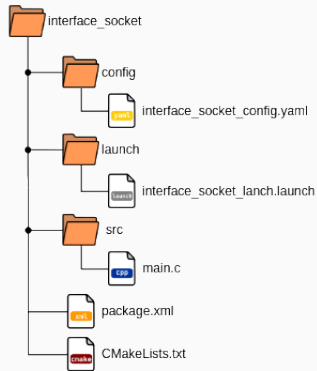 interface_socket
config
yaml
interface_socket_config.yaml
launch
launch
interface_socket_lanch.launch
src
cpp
main.c
xml
package.xml
cmake
CMakeLists.txt